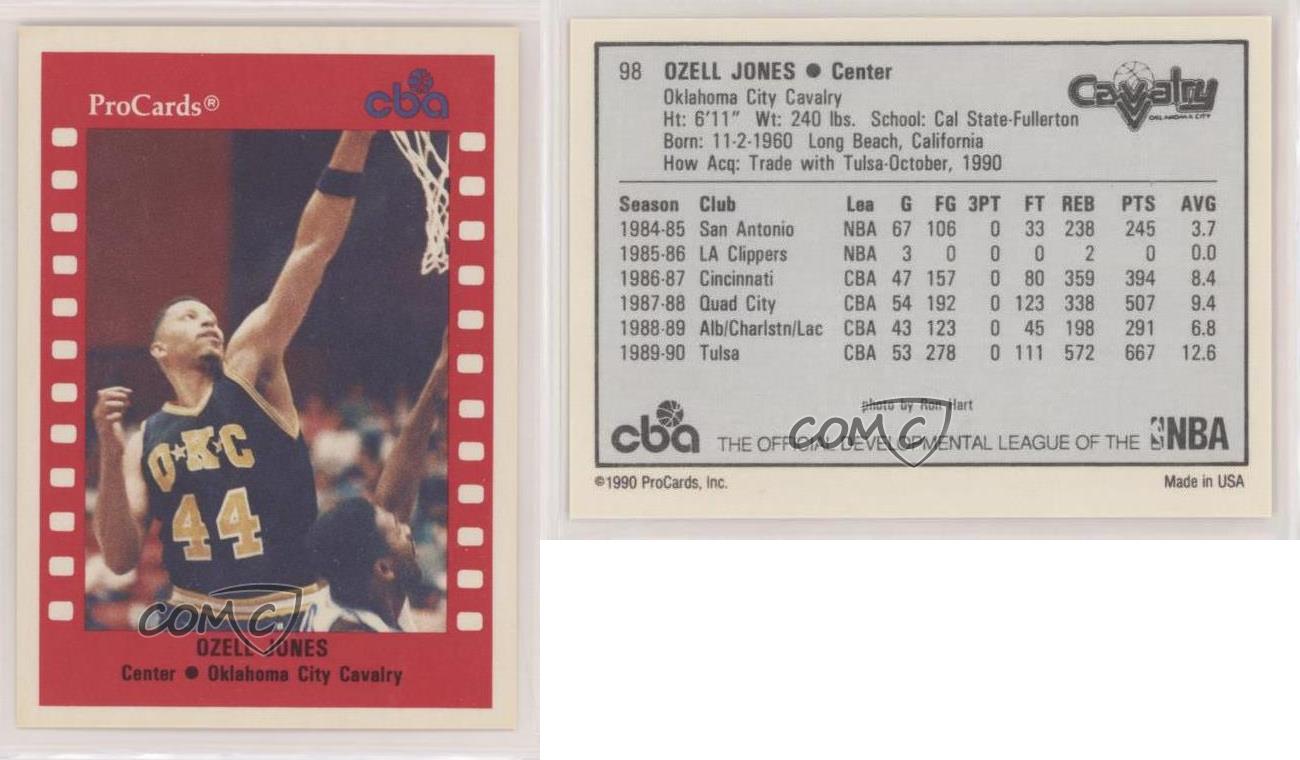 ProCards®
cba
O★K★C
44
COMC
OZELL JONES
Center ● Oklahoma City Cavalry
98 OZELL JONES ● Center
Cavalry
OKLAHOMA CITY
Oklahoma City Cavalry
Ht: 6'11" Wt: 240 lbs. School: Cal State-Fullerton
Born: 11-2-1960 Long Beach, California
How Acq: Trade with Tulsa-October, 1990
Season Club Lea G FG 3PT FT REB PTS AVG
1984-85 San Antonio NBA 67 106 0 33 238 245 3.7
1985-86 LA Clippers NBA 3 0 0 0 2 0 0.0
1986-87 Cincinnati CBA 47 157 0 80 359 394 8.4
1987-88 Quad City CBA 54 192 0 123 338 507 9.4
1988-89 Alb/Charlstn/Lac CBA 43 123 0 45 198 291 6.8
1989-90 Tulsa CBA 53 278 0 111 572 667 12.6
photo by Ron Hart
COMC
cba THE OFFICIAL DEVELOPMENTAL LEAGUE OF THE NBA
©1990 ProCards, Inc. Made in USA